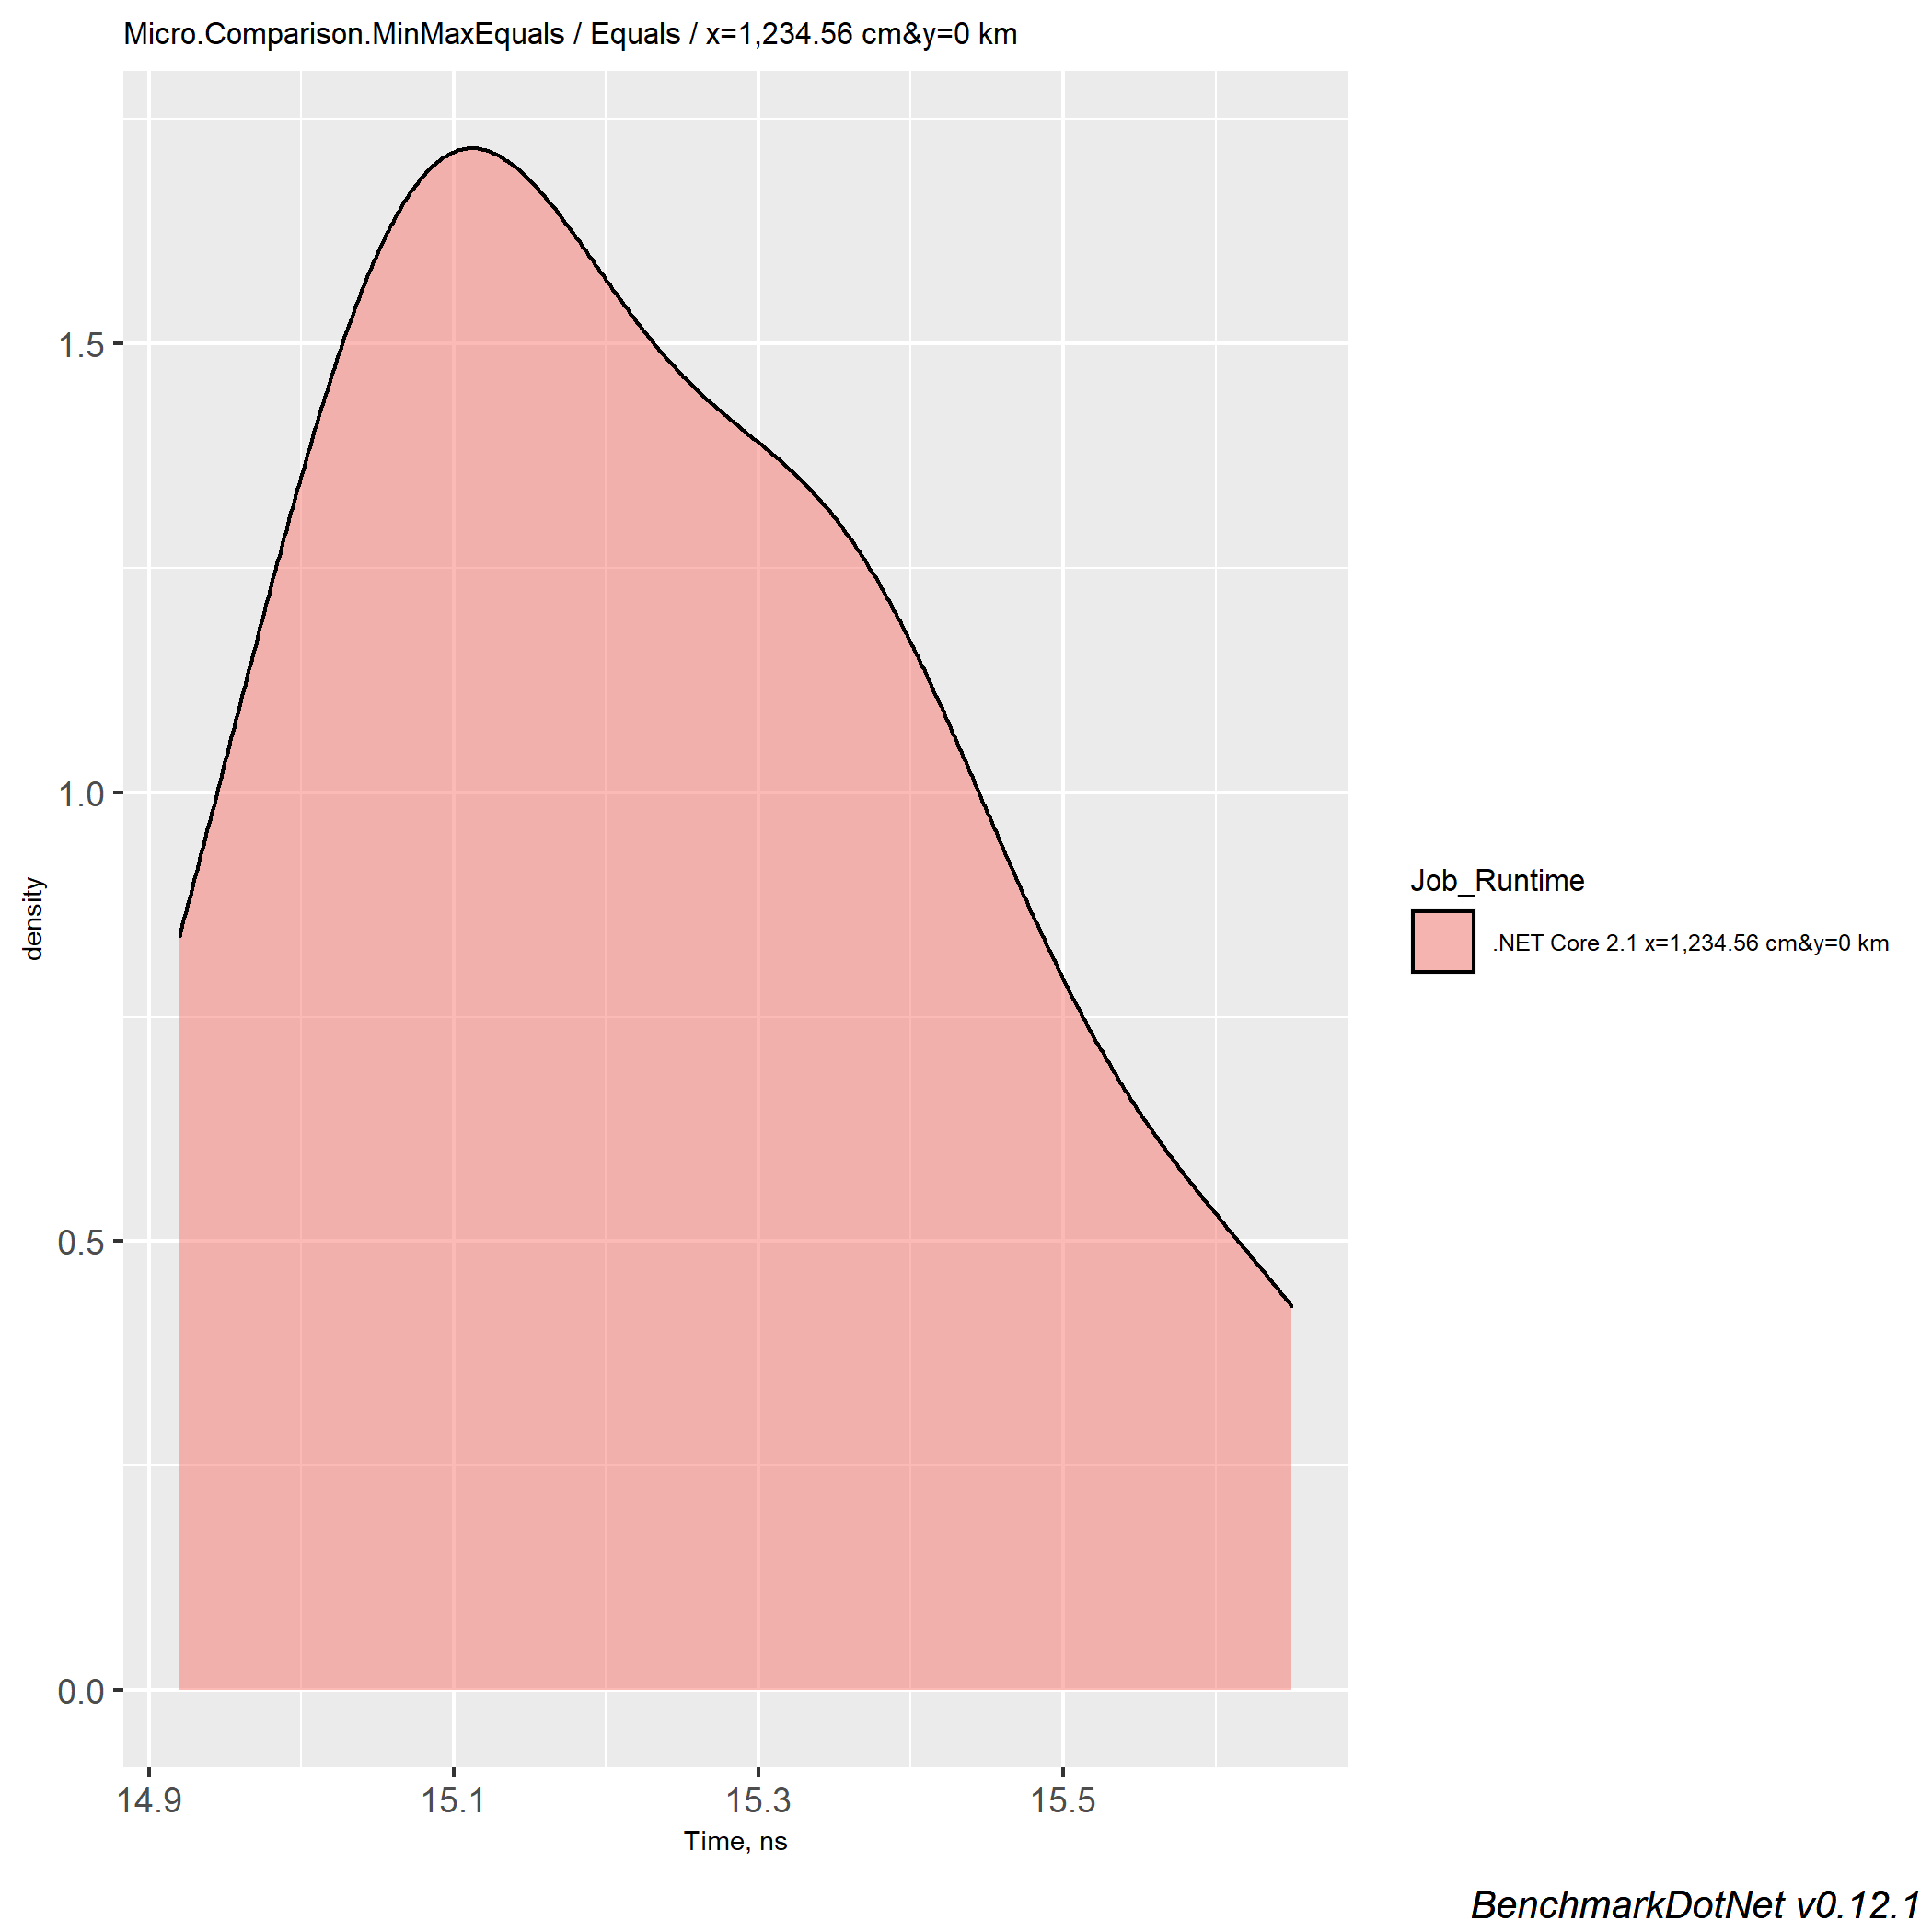 Micro.Comparison.MinMaxEquals / Equals / x=1,234.56 cm&y=0 km
1.5
1.0
0.5
0.0
density
14.9 15.1 15.3 15.5
Time, ns
Job_Runtime
.NET Core 2.1 x=1,234.56 cm&y=0 km
BenchmarkDotNet v0.12.1